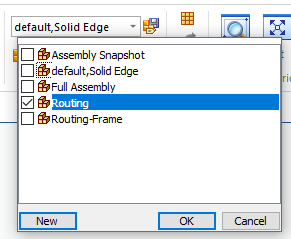 default,Solid Edge
Assembly Snapshot
default,Solid Edge
Full Assembly
Routing
Routing-Frame
New OK Cancel